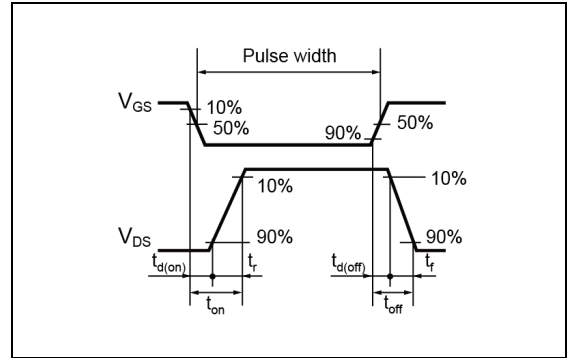 Pulse width
VGS
10%
50%
90%
50%
10%
10%
VDS
90%
90%
td(on)
tr
td(off)
tf
ton
toff